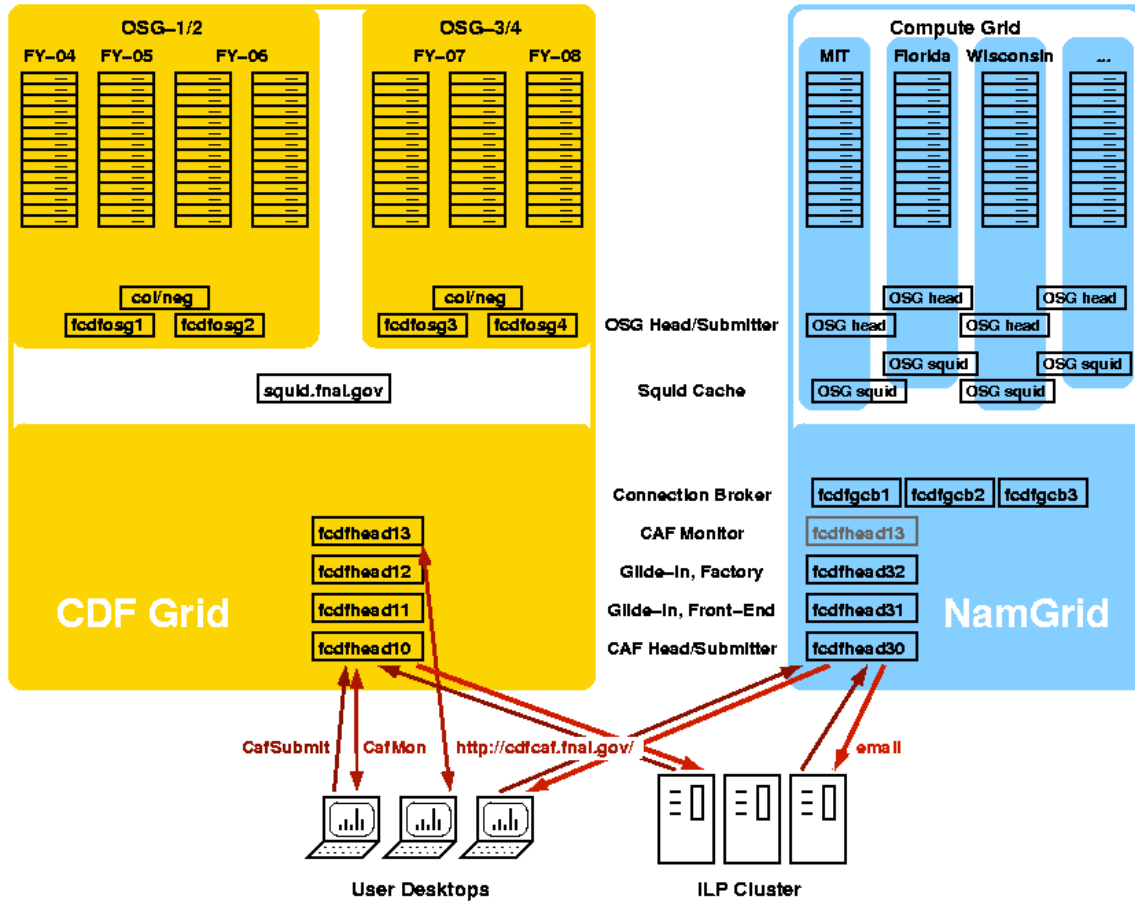 OSG–1/2
OSG–3/4
Compute Grid
FY–04 FY–05 FY–06 FY–07 FY–08
MIT Florida Wisconsin ...
col/neg
col/neg
fcdfosg1 fcdfosg2
fcdfosg3 fcdfosg4
OSG Head/Submitter
OSG head OSG head
OSG head OSG head
squid.fnal.gov
Squid Cache
OSG squid OSG squid
OSG squid OSG squid
Connection Broker
fcdfgcb1 fcdfgcb2 fcdfgcb3
fcdfhead13 CAF Monitor fcdfhead13
fcdfhead12 Glide–In, Factory fcdfhead32
CDF Grid
fcdfhead11 Glide–In, Front–End fcdfhead31
NamGrid
fcdfhead10 CAF Head/Submitter fcdfhead30
CafSubmit CafMon http://cdfcaf.fnal.gov/ email
User Desktops
ILP Cluster